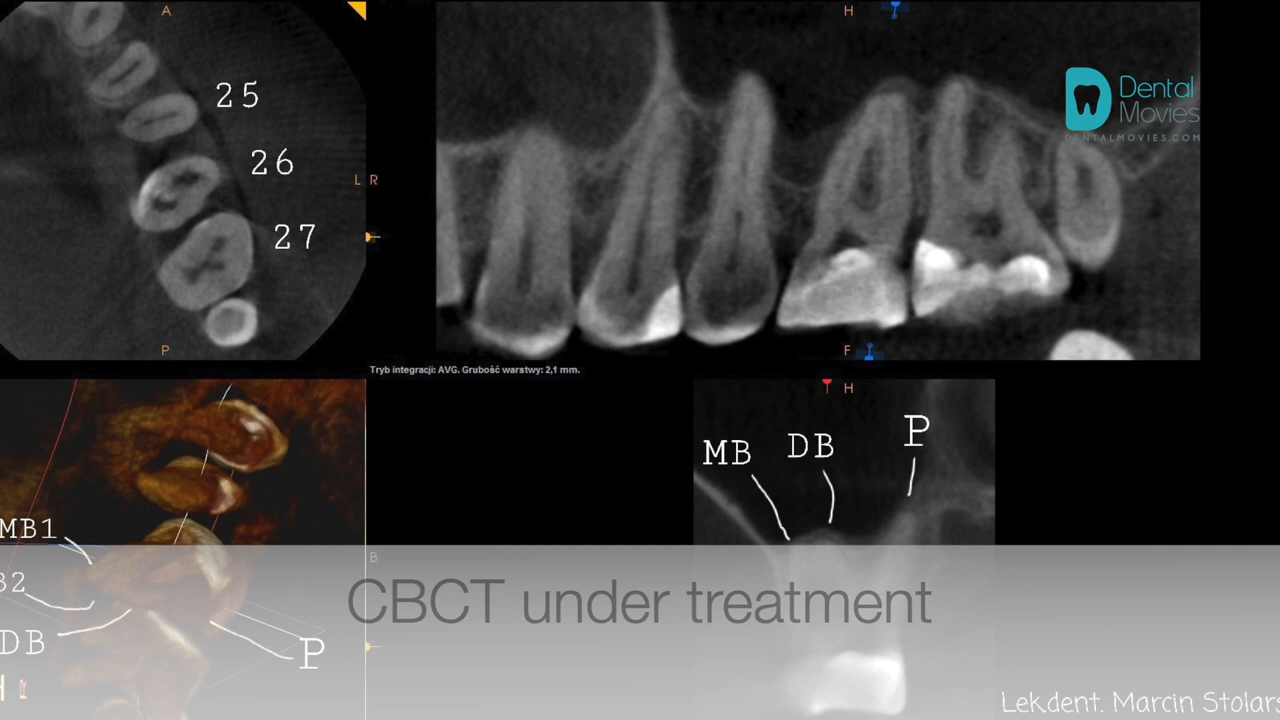 A
25
26
27
L R
P
H
Dental
Movies
DENTALMOVIES.COM
F
Tryb integracji: AVG. Grubość warstwy: 2,1 mm.
H
MB
DB
P
MB1
B2
DB
P
B
CBCT under treatment
Lekdent. Marcin Stolars